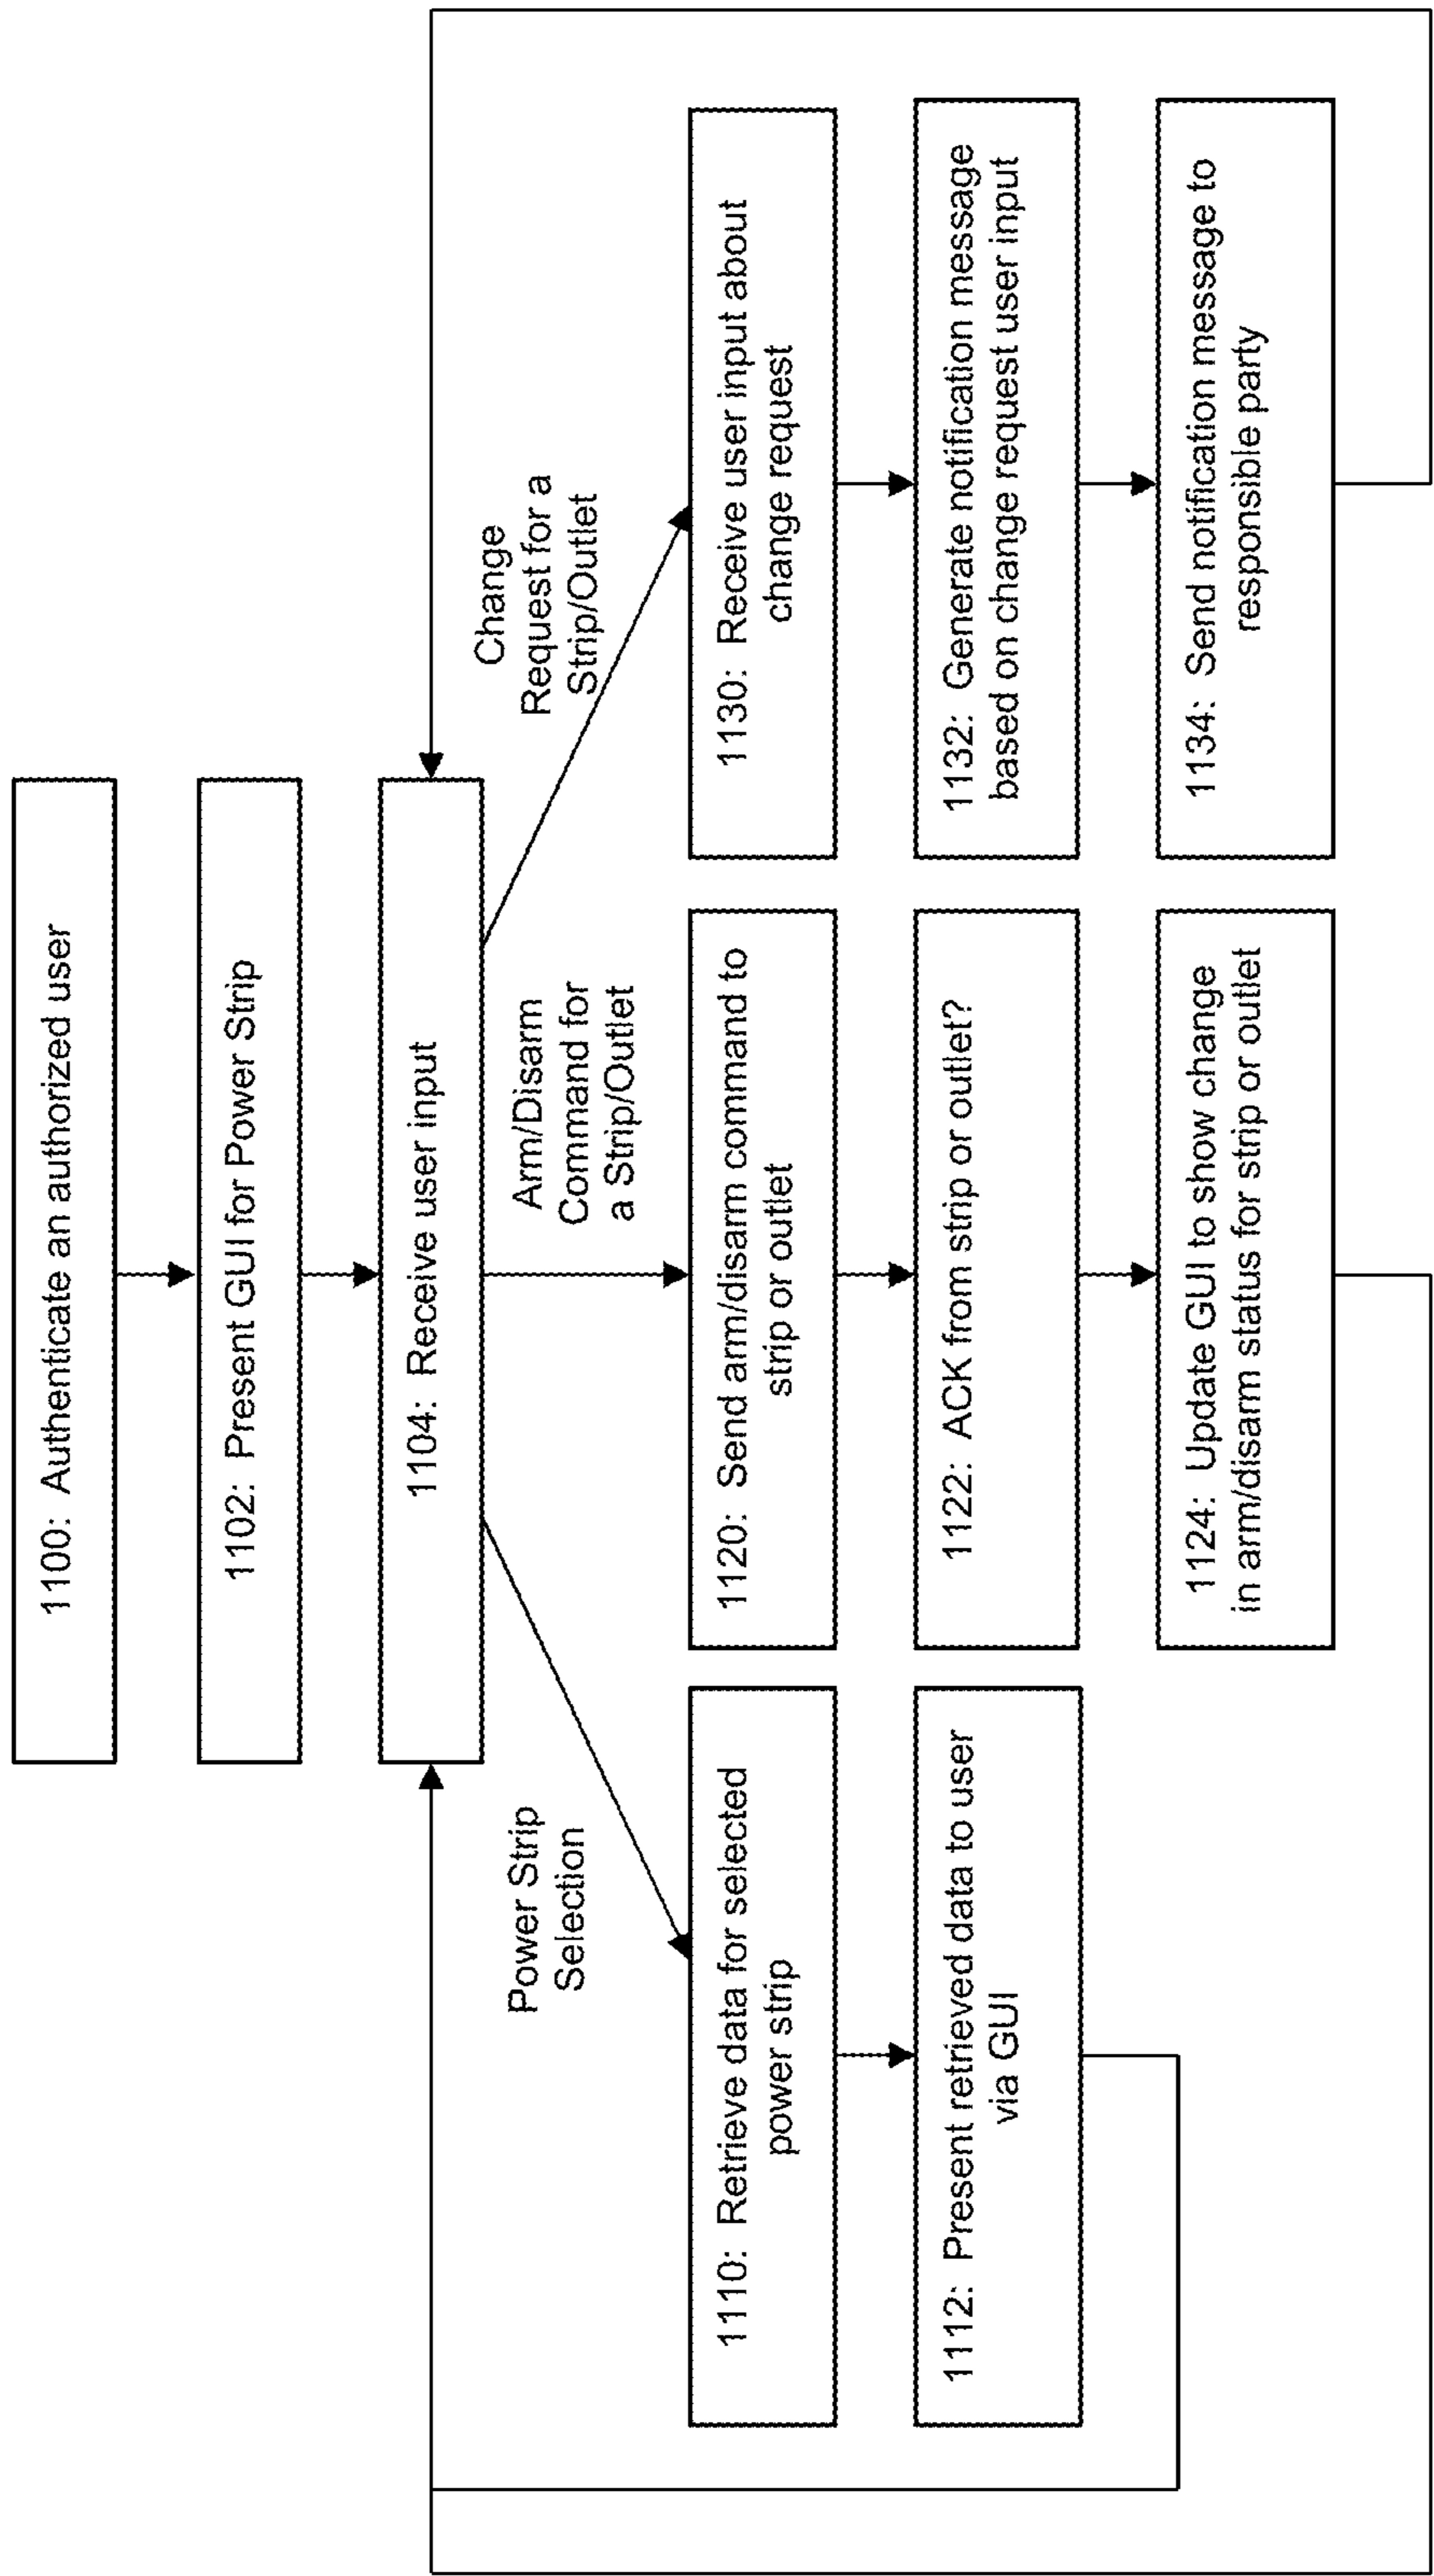 1100: Authenticate an authorized user
1102: Present GUI for Power Strip
1104: Receive user input
Power Strip
Selection
Arm/Disarm
Command for
a Strip/Outlet
Change
Request for a
Strip/Outlet
1110: Retrieve data for selected
power strip
1112: Present retrieved data to user
via GUI
1120: Send arm/disarm command to
strip or outlet
1122: ACK from strip or outlet?
1124: Update GUI to show change
in arm/disarm status for strip or outlet
1130: Receive user input about
change request
1132: Generate notification message
based on change request user input
1134: Send notification message to
responsible party